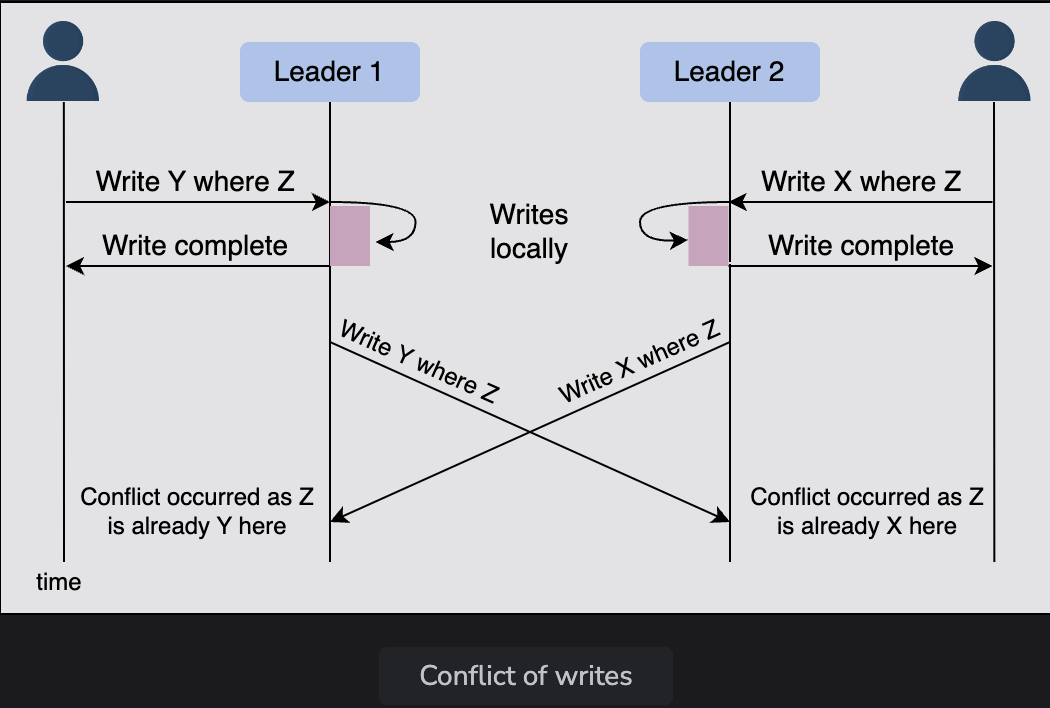 Leader 1
Leader 2
Write Y where Z
Write X where Z
Writes
locally
Write complete
Write complete
Write Y where Z
Write X where Z
Conflict occurred as Z
is already Y here
Conflict occurred as Z
is already X here
time
Conflict of writes